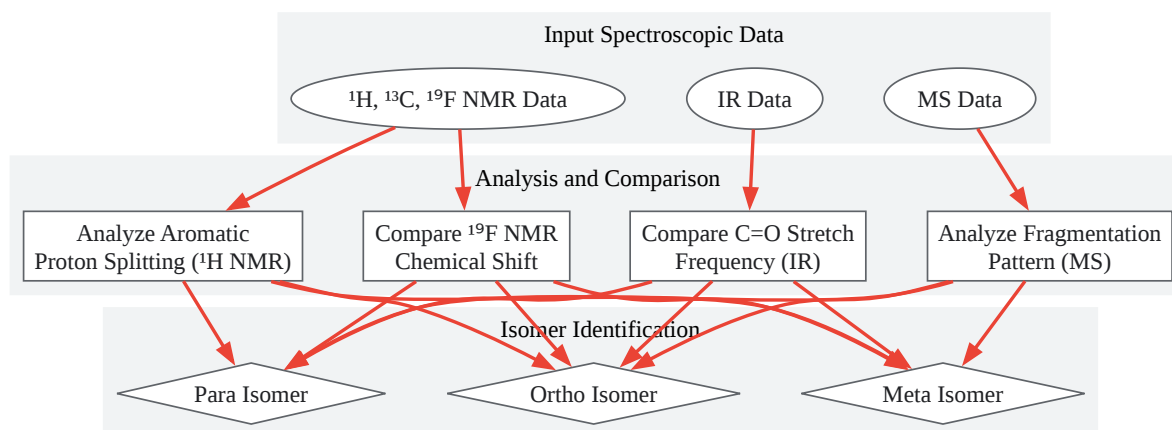 Input Spectroscopic Data
¹H, ¹³C, ¹⁹F NMR Data
IR Data
MS Data
Analysis and Comparison
Analyze Aromatic
Proton Splitting (¹H NMR)
Compare ¹⁹F NMR
Chemical Shift
Compare C=O Stretch
Frequency (IR)
Analyze Fragmentation
Pattern (MS)
Isomer Identification
Para Isomer
Ortho Isomer
Meta Isomer